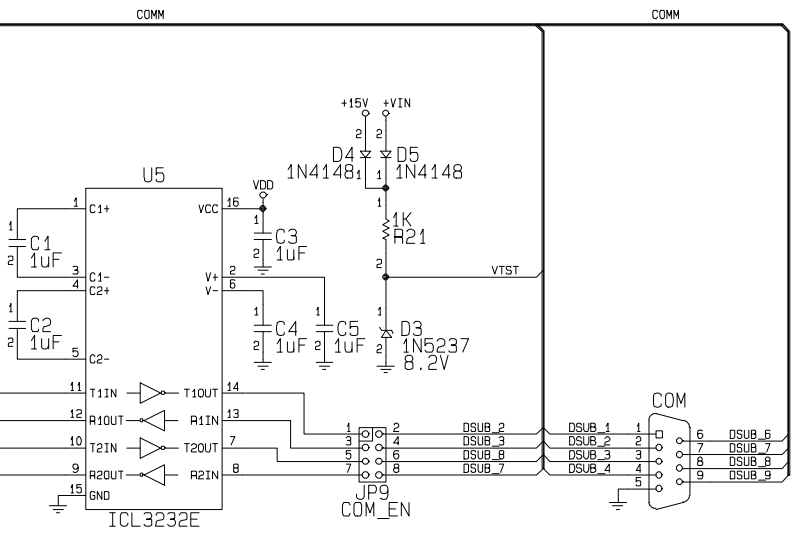 COMM COMM
+15V +VIN
2 2
D4 D5
1N4148 1 1 1N4148
U5
VDD
1 C1+ VCC 16
1 1 1
C1 C3 1K
1uF 1uF R21
2 2 2
3 C1- V+ 2
VTST
4 C2+ V- 6
1 1 1 1
C2 C4 C5 D3
1uF 1uF 1uF 1N5237
2 2 2 2
8.2V
5 C2-
11 T1IN T1OUT 14
COM
12 R1OUT R1IN 13
1 2 DSUB_2 DSUB_1 1
6 DSUB_6
10 T2IN T2OUT 7
3 4 DSUB_3 DSUB_2 2
7 DSUB_7
5 6 DSUB_8 DSUB_3 3
8 DSUB_8
9 R2OUT R2IN 8
7 8 DSUB_7 DSUB_4 4
9 DSUB_9
5
15 GND
JP9
COM_EN
ICL3232E